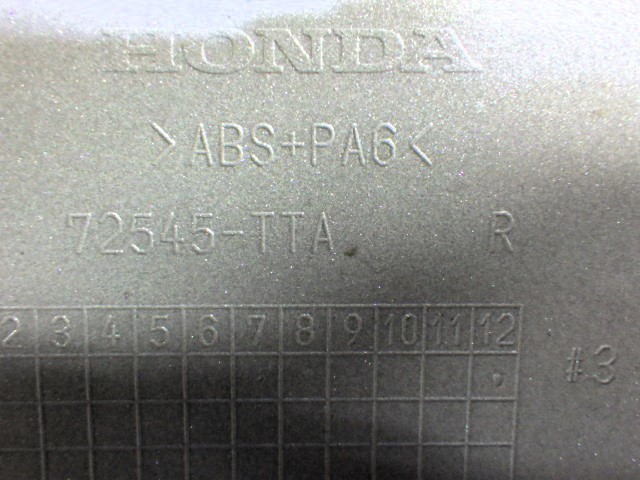 HONDA
>ABS+PA6<
72545-TTA R
2 3 4 5 6 7 8 9 10 11 12
#3